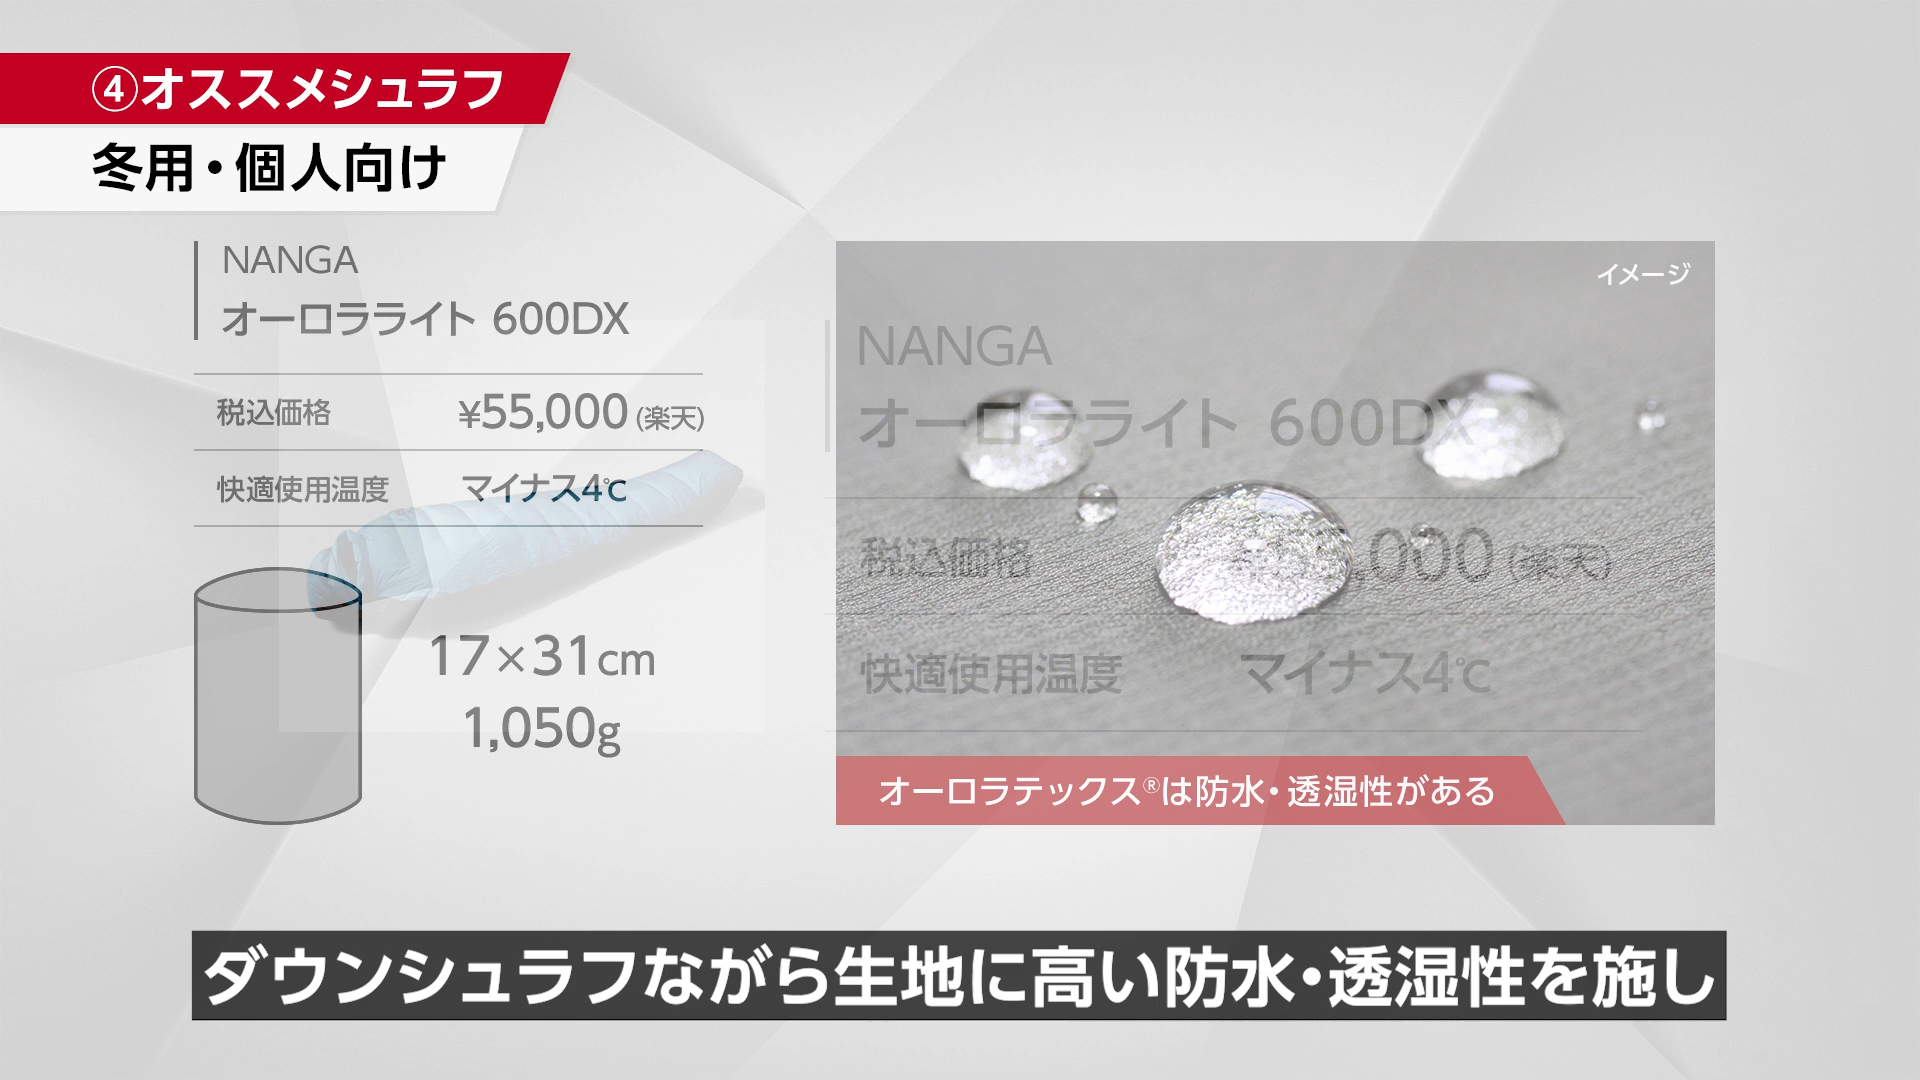 ④オススメシュラフ
冬用・個人向け
NANGA
オーロラライト 600DX
税込価格 ¥55,000(楽天)
快適使用温度 マイナス4℃
17×31cm
1,050g
イメージ
NANGA
オーロラライト 600DX
税込価格 ,000(楽天)
快適使用温度 マイナス4℃
オーロラテックス®は防水・透湿性がある
ダウンシュラフながら生地に高い防水・透湿性を施し